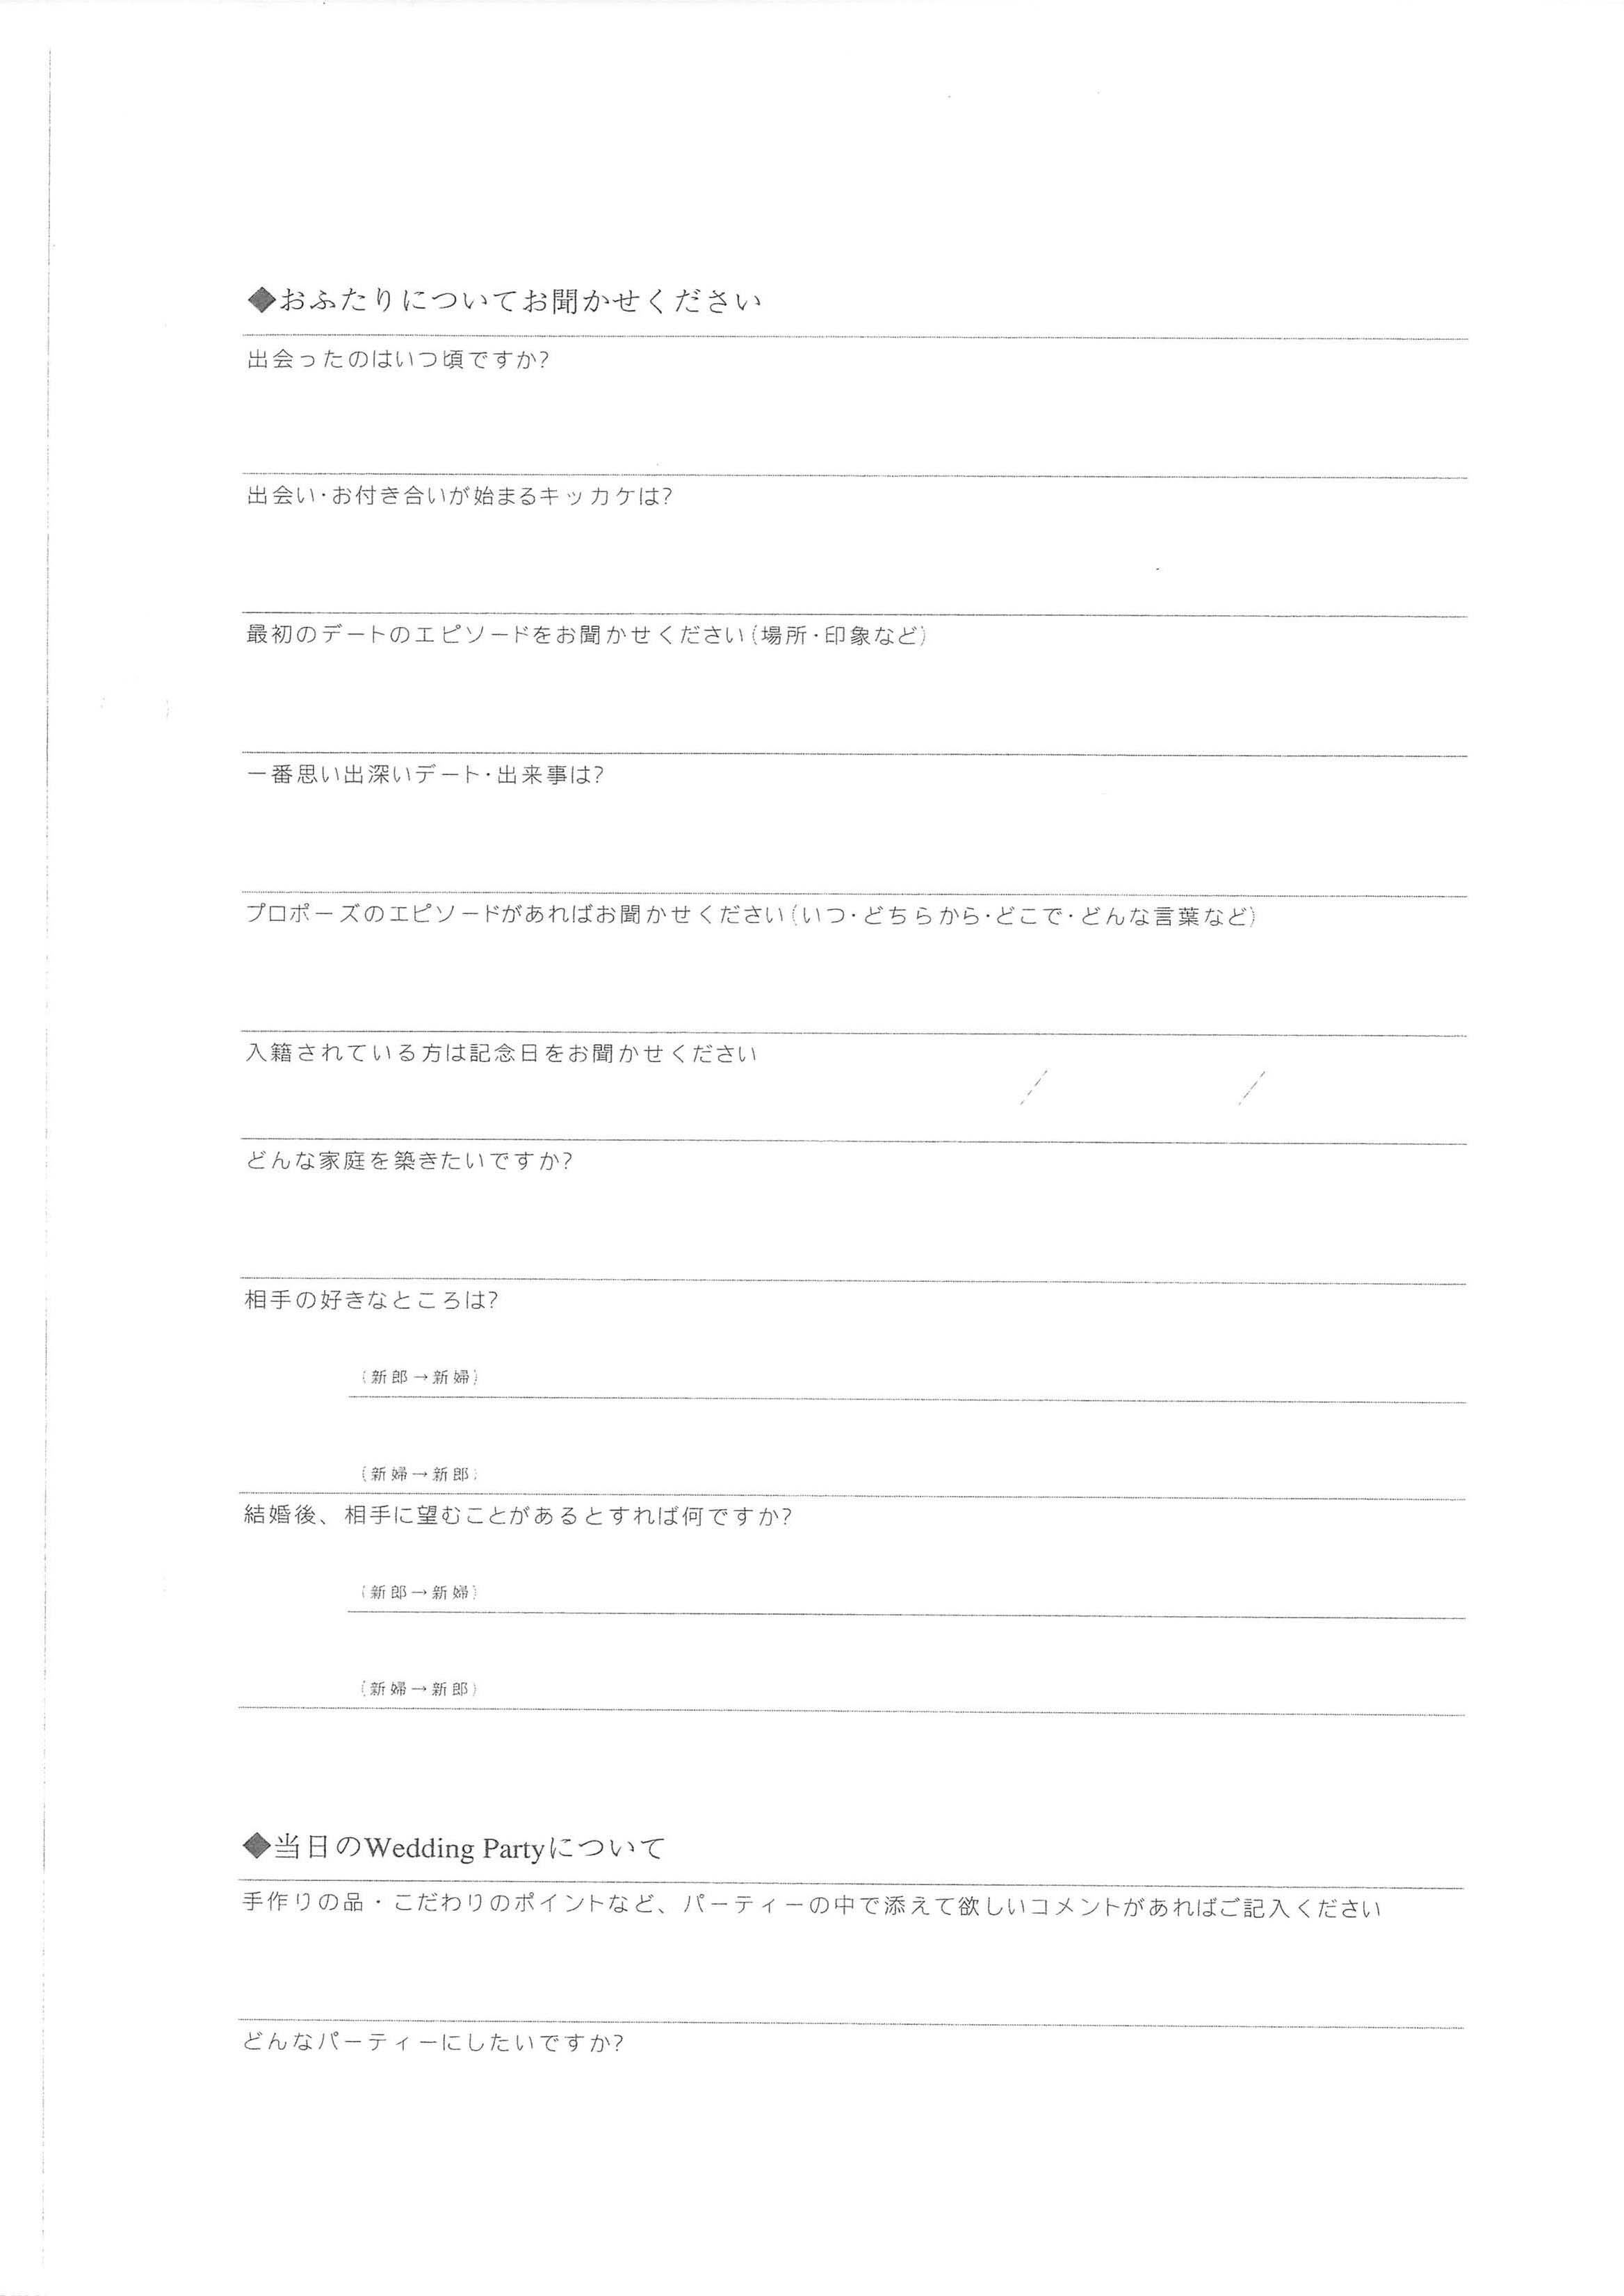 ◆おふたりについてお聞かせください
出会ったのはいつ頃ですか?
出会い・お付き合いが始まるキッカケは?
最初のデートのエピソードをお聞かせください(場所・印象など)
一番思い出深いデート・出来事は?
プロポーズのエピソードがあればお聞かせください(いつ・どちらから・どこで・どんな言葉など)
入籍されている方は記念日をお聞かせください
/ /
どんな家庭を築きたいですか?
相手の好きなところは?
(新郎→新婦)
(新婦→新郎)
結婚後、相手に望むことがあるとすれば何ですか?
(新郎→新婦)
(新婦→新郎)
◆当日のWedding Partyについて
手作りの品・こだわりのポイントなど、パーティーの中で添えて欲しいコメントがあればご記入ください
どんなパーティーにしたいですか?